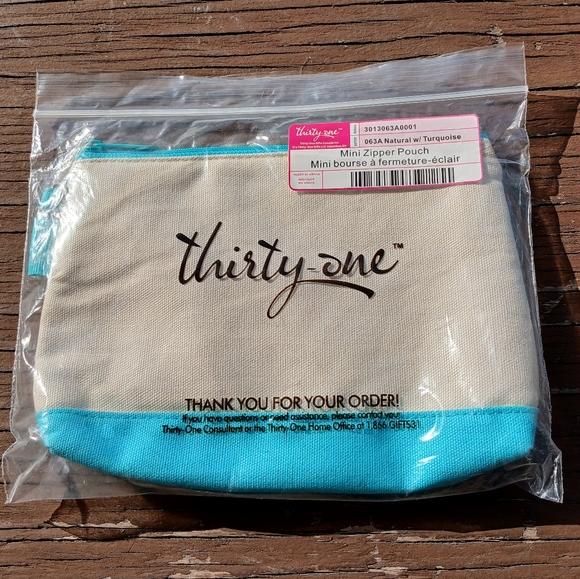 thirty-one
3013063A0001
063A Natural w/ Turquoise
Mini Zipper Pouch
Mini bourse à fermeture-éclair
thirty-one™
THANK YOU FOR YOUR ORDER!
If you have questions or need assistance, please contact your
Thirty-One Consultant or the Thirty-One Home Office at 1.866.GIFTS31